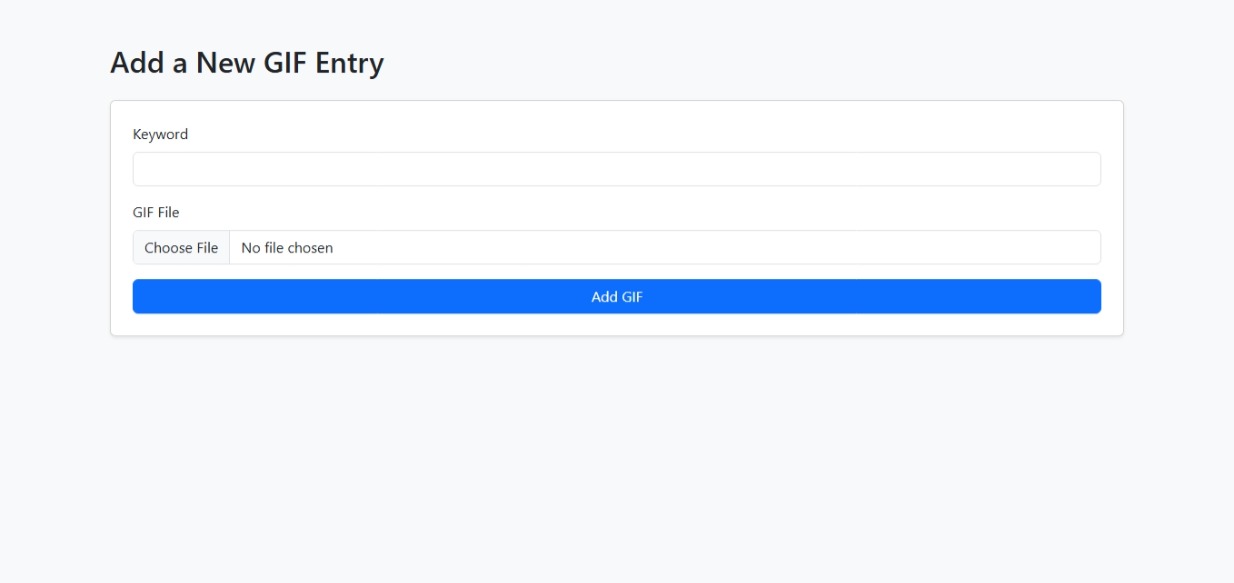 Add a New GIF Entry
Keyword
GIF File
Choose File No file chosen
Add GIF